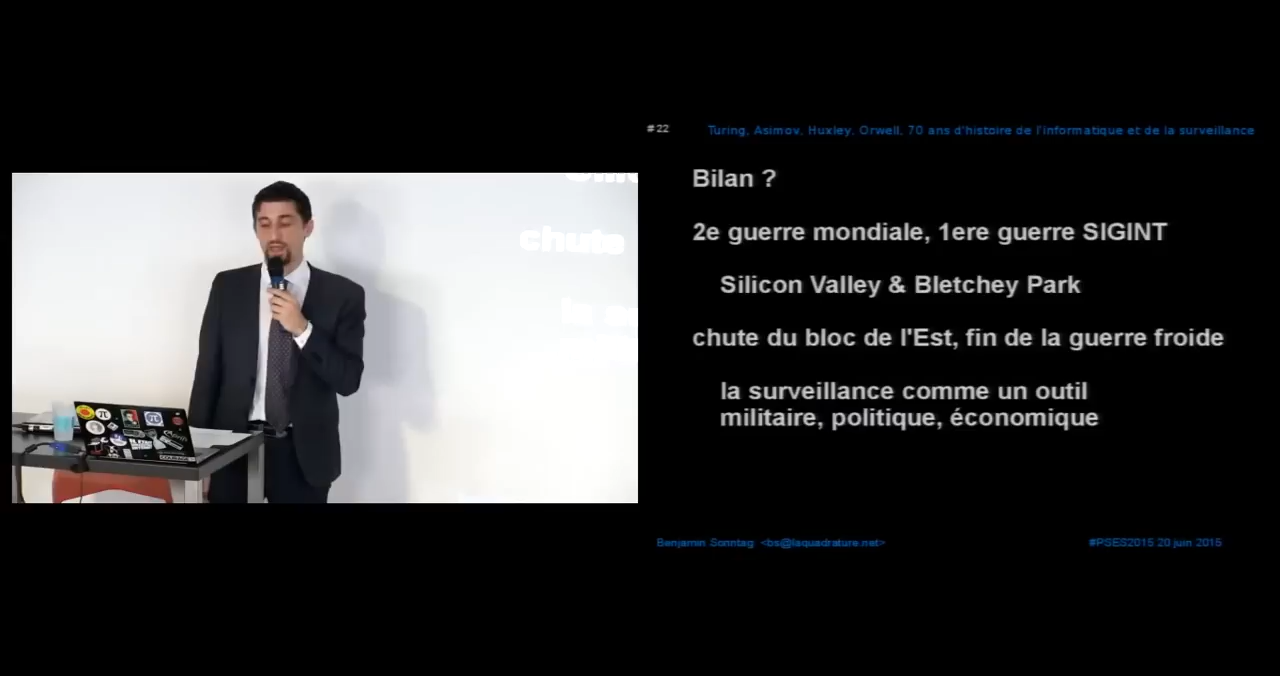 #22 Turing, Asimov, Huxley, Orwell, 70 ans d'histoire de l'informatique et de la surveillance
Bilan ?
2e guerre mondiale, 1ere guerre SIGINT
Silicon Valley & Bletchey Park
chute du bloc de l'Est, fin de la guerre froide
la surveillance comme un outil
militaire, politique, économique
Benjamin Sonntag <bs@laquadrature.net> #PSES2015 20 juin 2015
chute